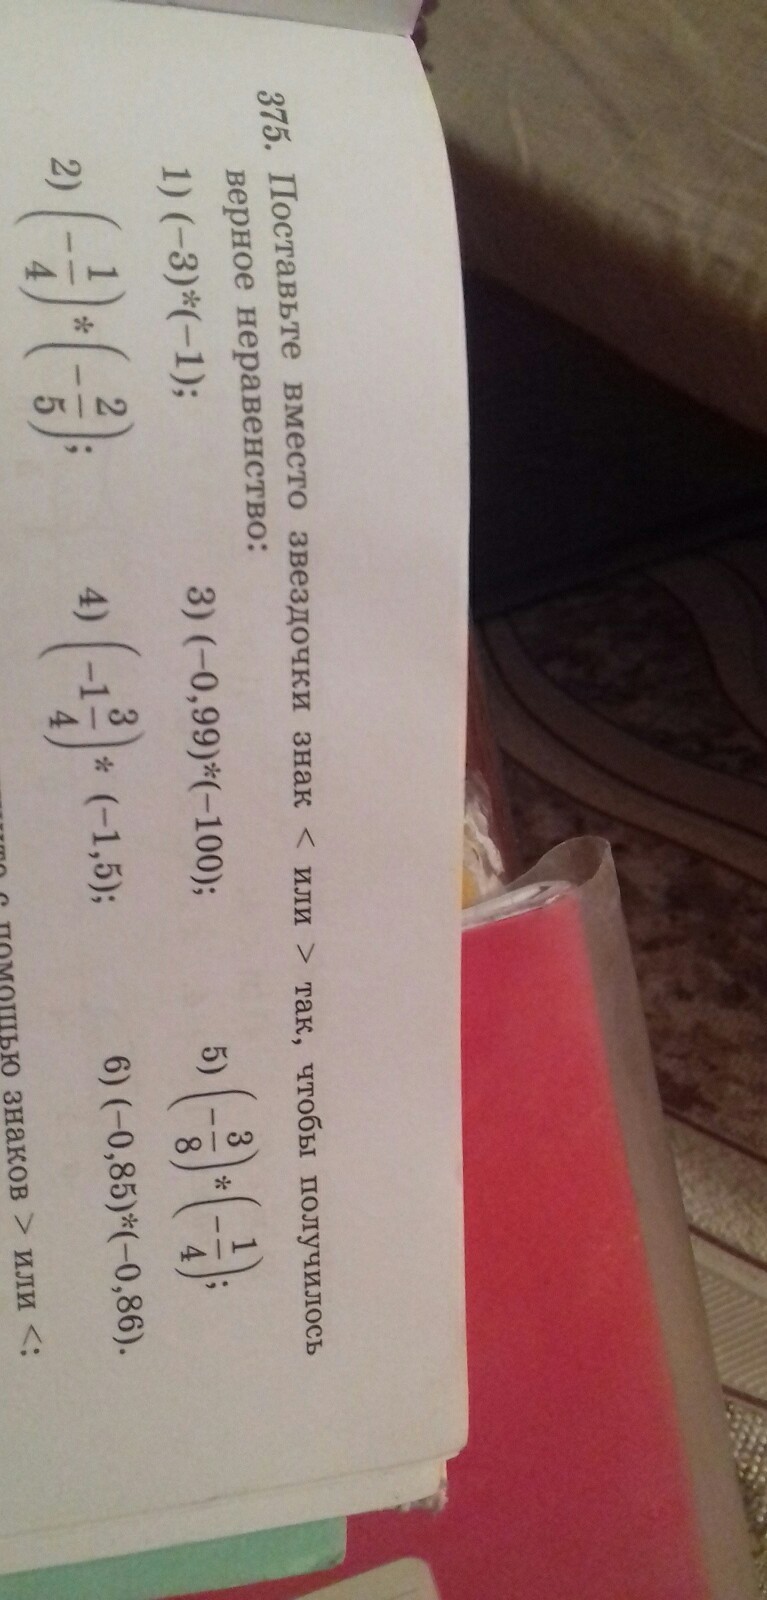 375. Поставьте вместо звездочки знак < или > так, чтобы получилось
верное неравенство:
1) (−3)*(−1);   3) (−0,99)*(−100);   5) (−3/8)*(−1/4);
2) (−1/4)*(−2/5);   4) (−1 3/4)*(−1,5);   6) (−0,85)*(−0,86).
с помощью знаков > или <: